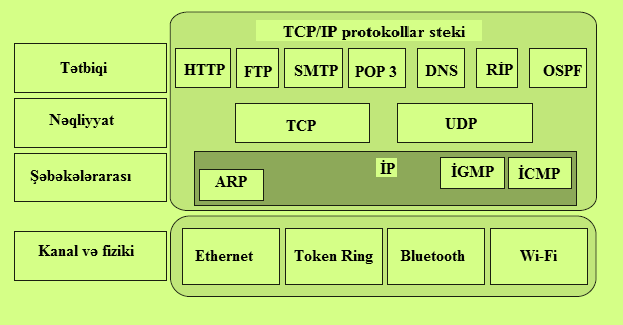 TCP/IP protokollar steki
Tətbiqi
HTTP FTP SMTP POP 3 DNS RİP OSPF
Nəqliyyat
TCP UDP
Şəbəkələrarası
ARP İP İGMP İCMP
Kanal və fiziki
Ethernet Token Ring Bluetooth Wi-Fi